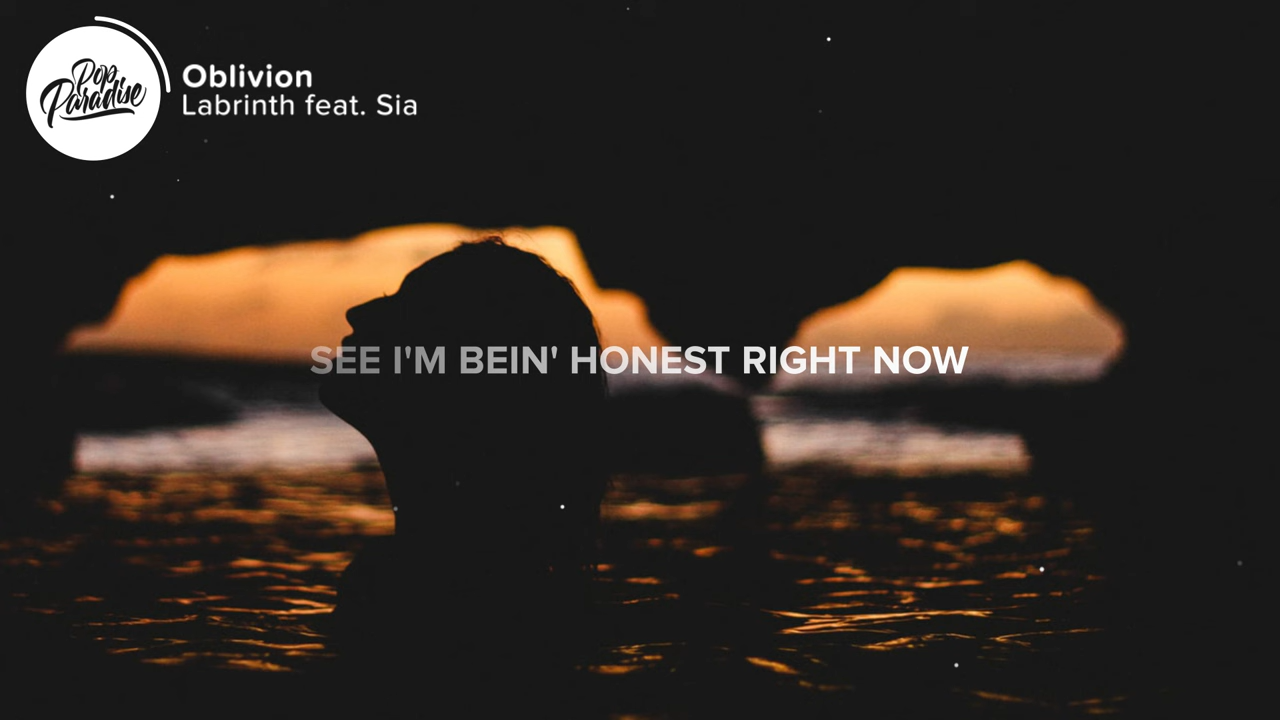 Pop
Paradise
Oblivion
Labrinth feat. Sia
SEE I'M BEIN' HONEST RIGHT NOW